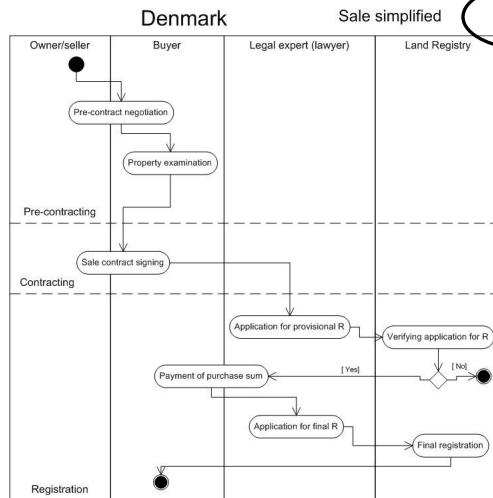 Denmark
Sale simplified
Owner/seller
Buyer
Legal expert (lawyer)
Land Registry
Pre-contract negotiation
Property examination
Pre-contracting
Sale contract signing
Contracting
Application for provisional R
Verifying application for R
[ Yes]
[ No]
Payment of purchase sum
Application for final R
Final registration
Registration